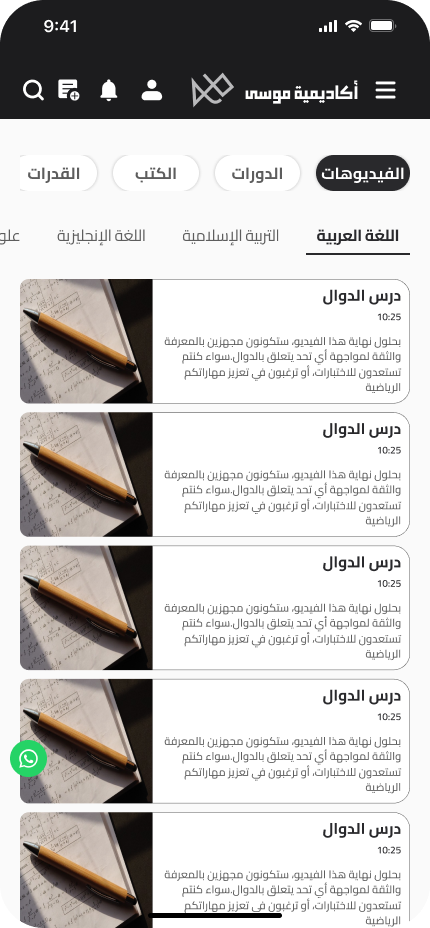 9:41
أكاديمية موسى
الفيديوهات
الدورات
الكتب
القدرات
اللغة العربية
التربية الإسلامية
اللغة الإنجليزية
علو
درس الدوال
10:25
بحلول نهاية هذا الفيديو، ستكونون مجهزين بالمعرفة
والثقة لمواجهة أي تحد يتعلق بالدوال.سواء كنتم
تستعدون للاختبارات، أو ترغبون في تعزيز مهاراتكم
الرياضية
درس الدوال
10:25
بحلول نهاية هذا الفيديو، ستكونون مجهزين بالمعرفة
والثقة لمواجهة أي تحد يتعلق بالدوال.سواء كنتم
تستعدون للاختبارات، أو ترغبون في تعزيز مهاراتكم
الرياضية
درس الدوال
10:25
بحلول نهاية هذا الفيديو، ستكونون مجهزين بالمعرفة
والثقة لمواجهة أي تحد يتعلق بالدوال.سواء كنتم
تستعدون للاختبارات، أو ترغبون في تعزيز مهاراتكم
الرياضية
درس الدوال
10:25
بحلول نهاية هذا الفيديو، ستكونون مجهزين بالمعرفة
والثقة لمواجهة أي تحد يتعلق بالدوال.سواء كنتم
تستعدون للاختبارات، أو ترغبون في تعزيز مهاراتكم
الرياضية
درس الدوال
10:25
بحلول نهاية هذا الفيديو، ستكونون مجهزين بالمعرفة
والثقة لمواجهة أي تحد يتعلق بالدوال.سواء كنتم
تستعدون للاختبارات، أو ترغبون في تعزيز مهاراتكم
الرياضية